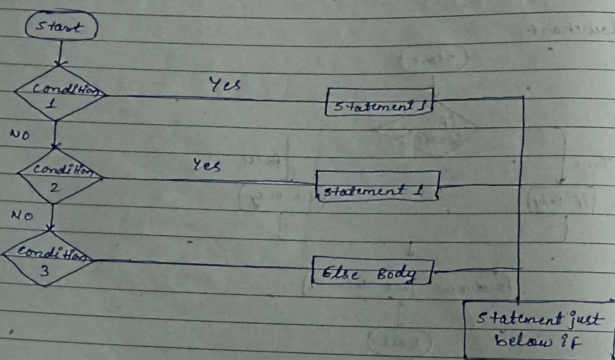 Start
condition
1
Yes
Statement 1
NO
condition
2
Yes
Statement 1
NO
condition
3
Else Body
Statement just
below if